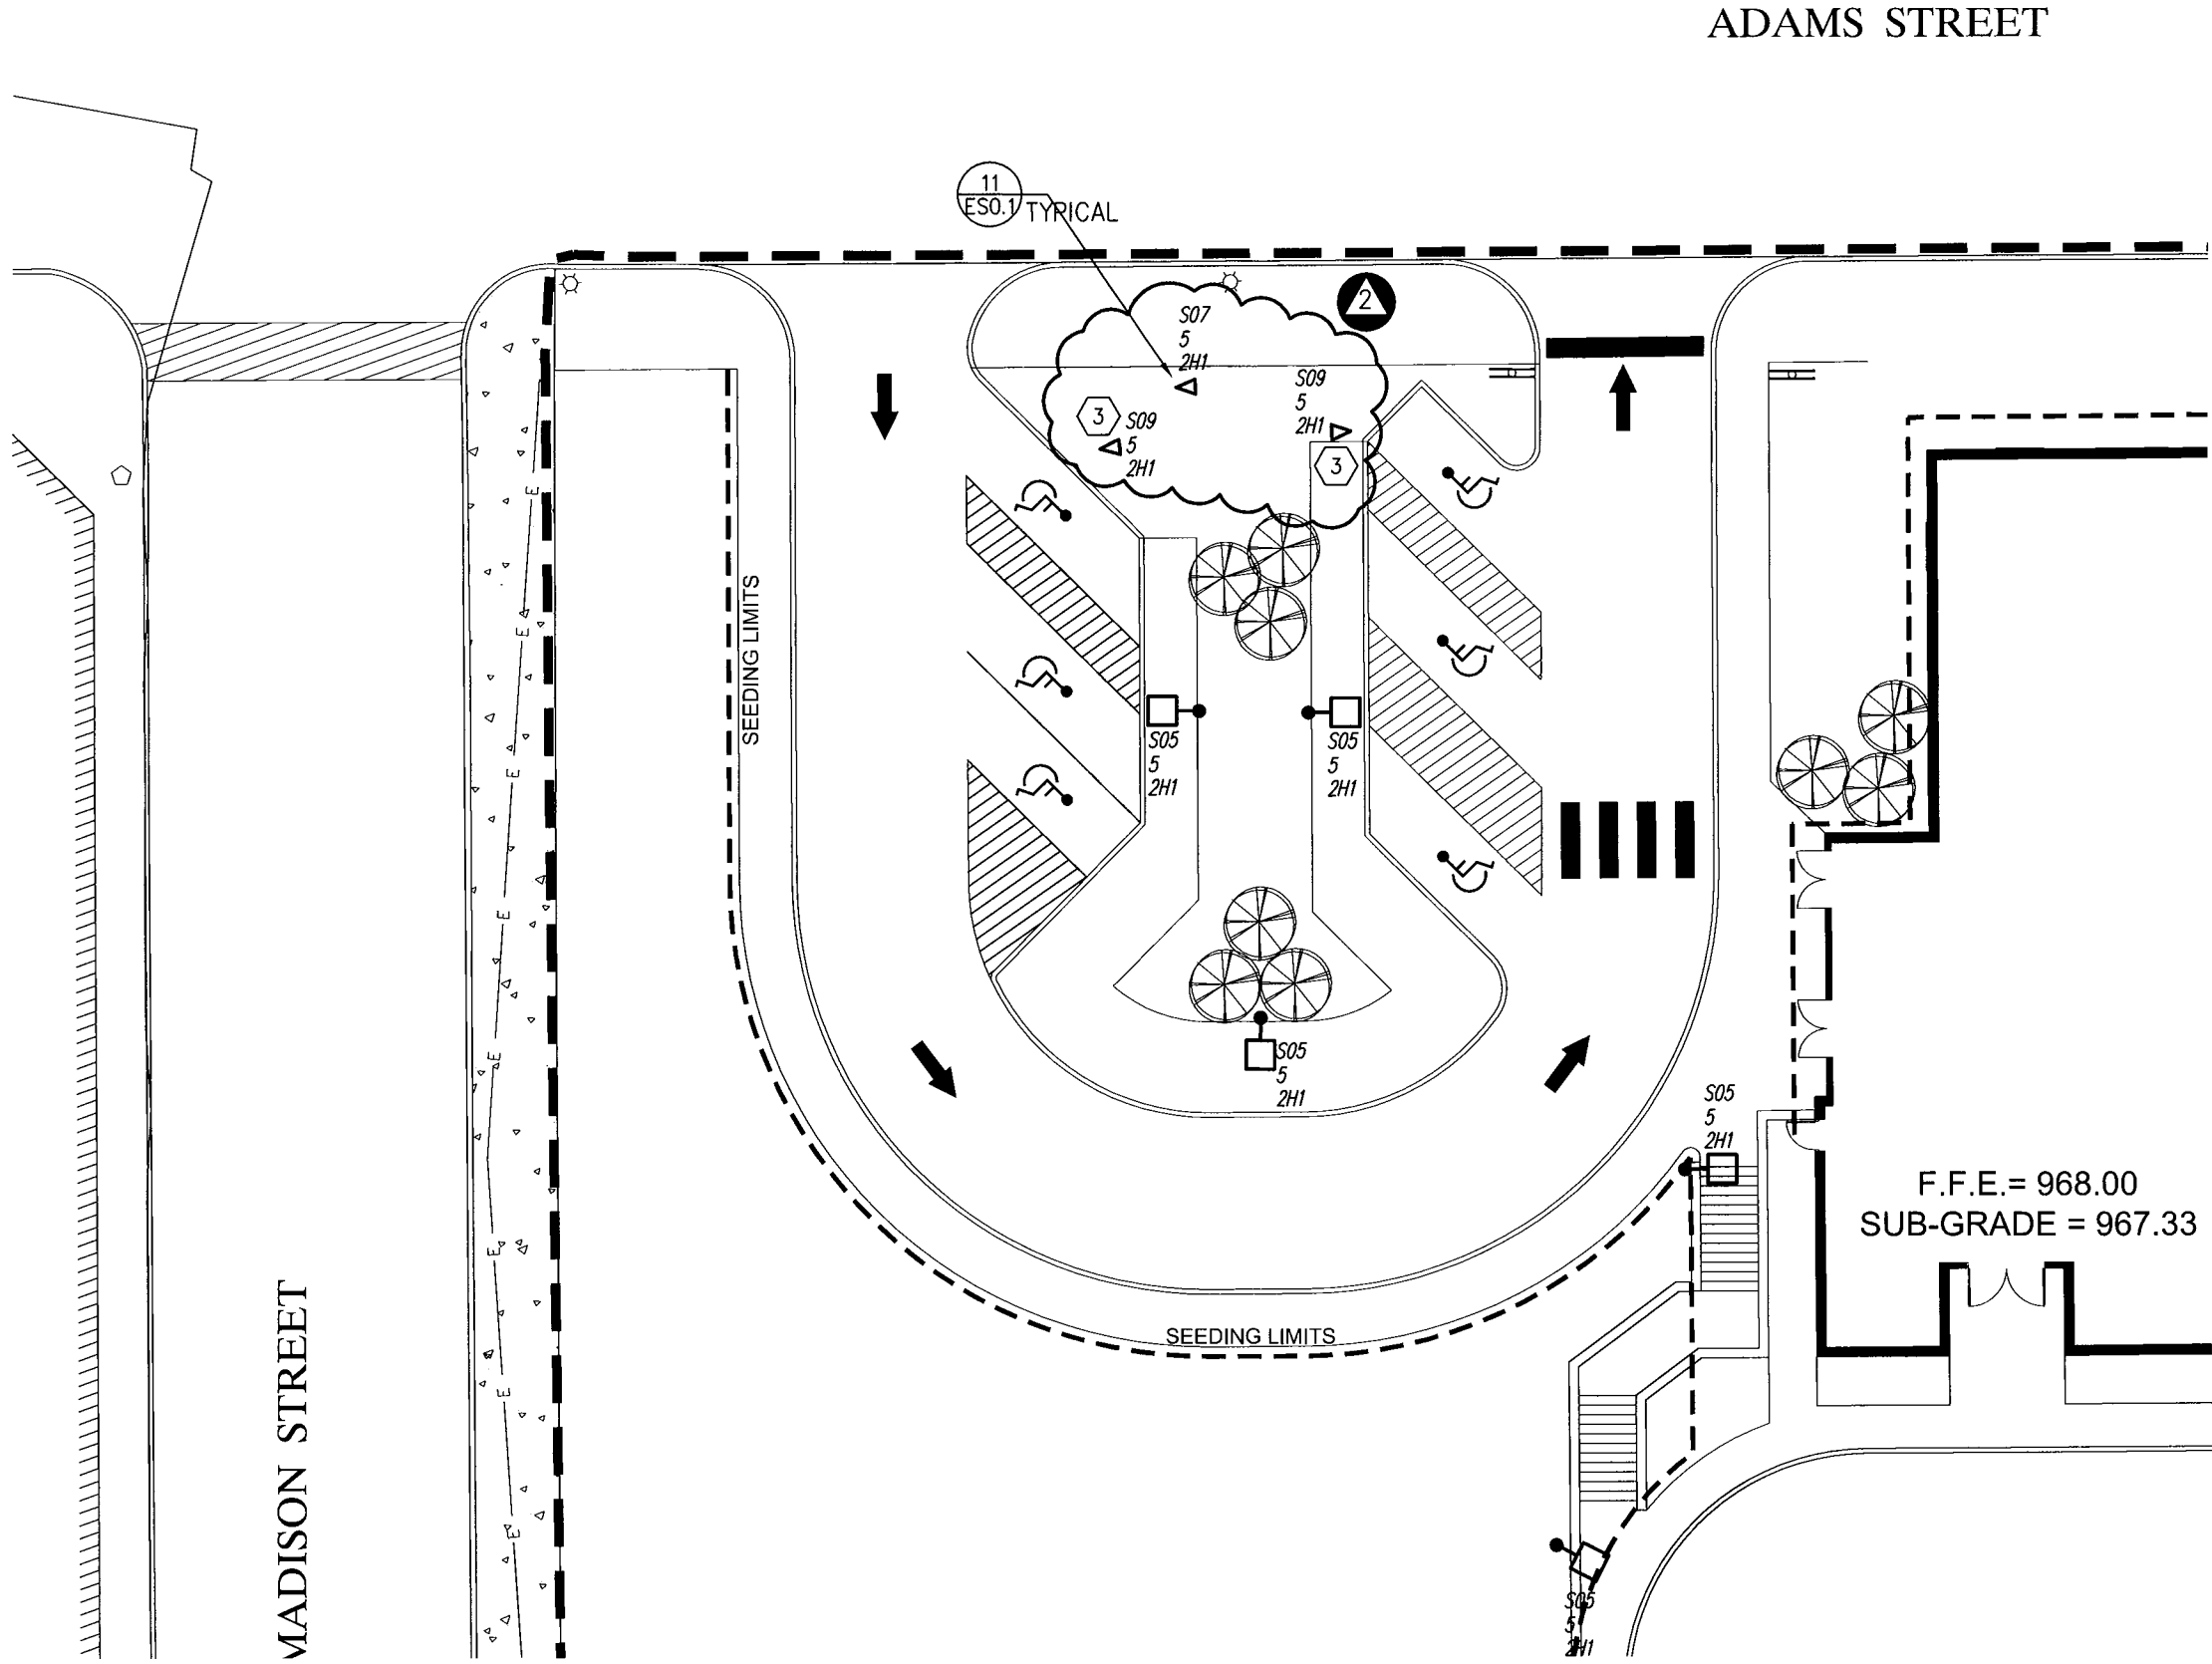 ADAMS STREET
11
ES0.1
TYPICAL
2
S07
5
2H1
S09
5
2H1
3
3
S09
5
2H1
E
E
E
E
E
E
E
E
E
E
E
SEEDING LIMITS
S05
5
2H1
S05
5
2H1
S05
5
2H1
S05
5
2H1
F.F.E.= 968.00
SUB-GRADE = 967.33
SEEDING LIMITS
MADISON STREET
S05
5
2H1